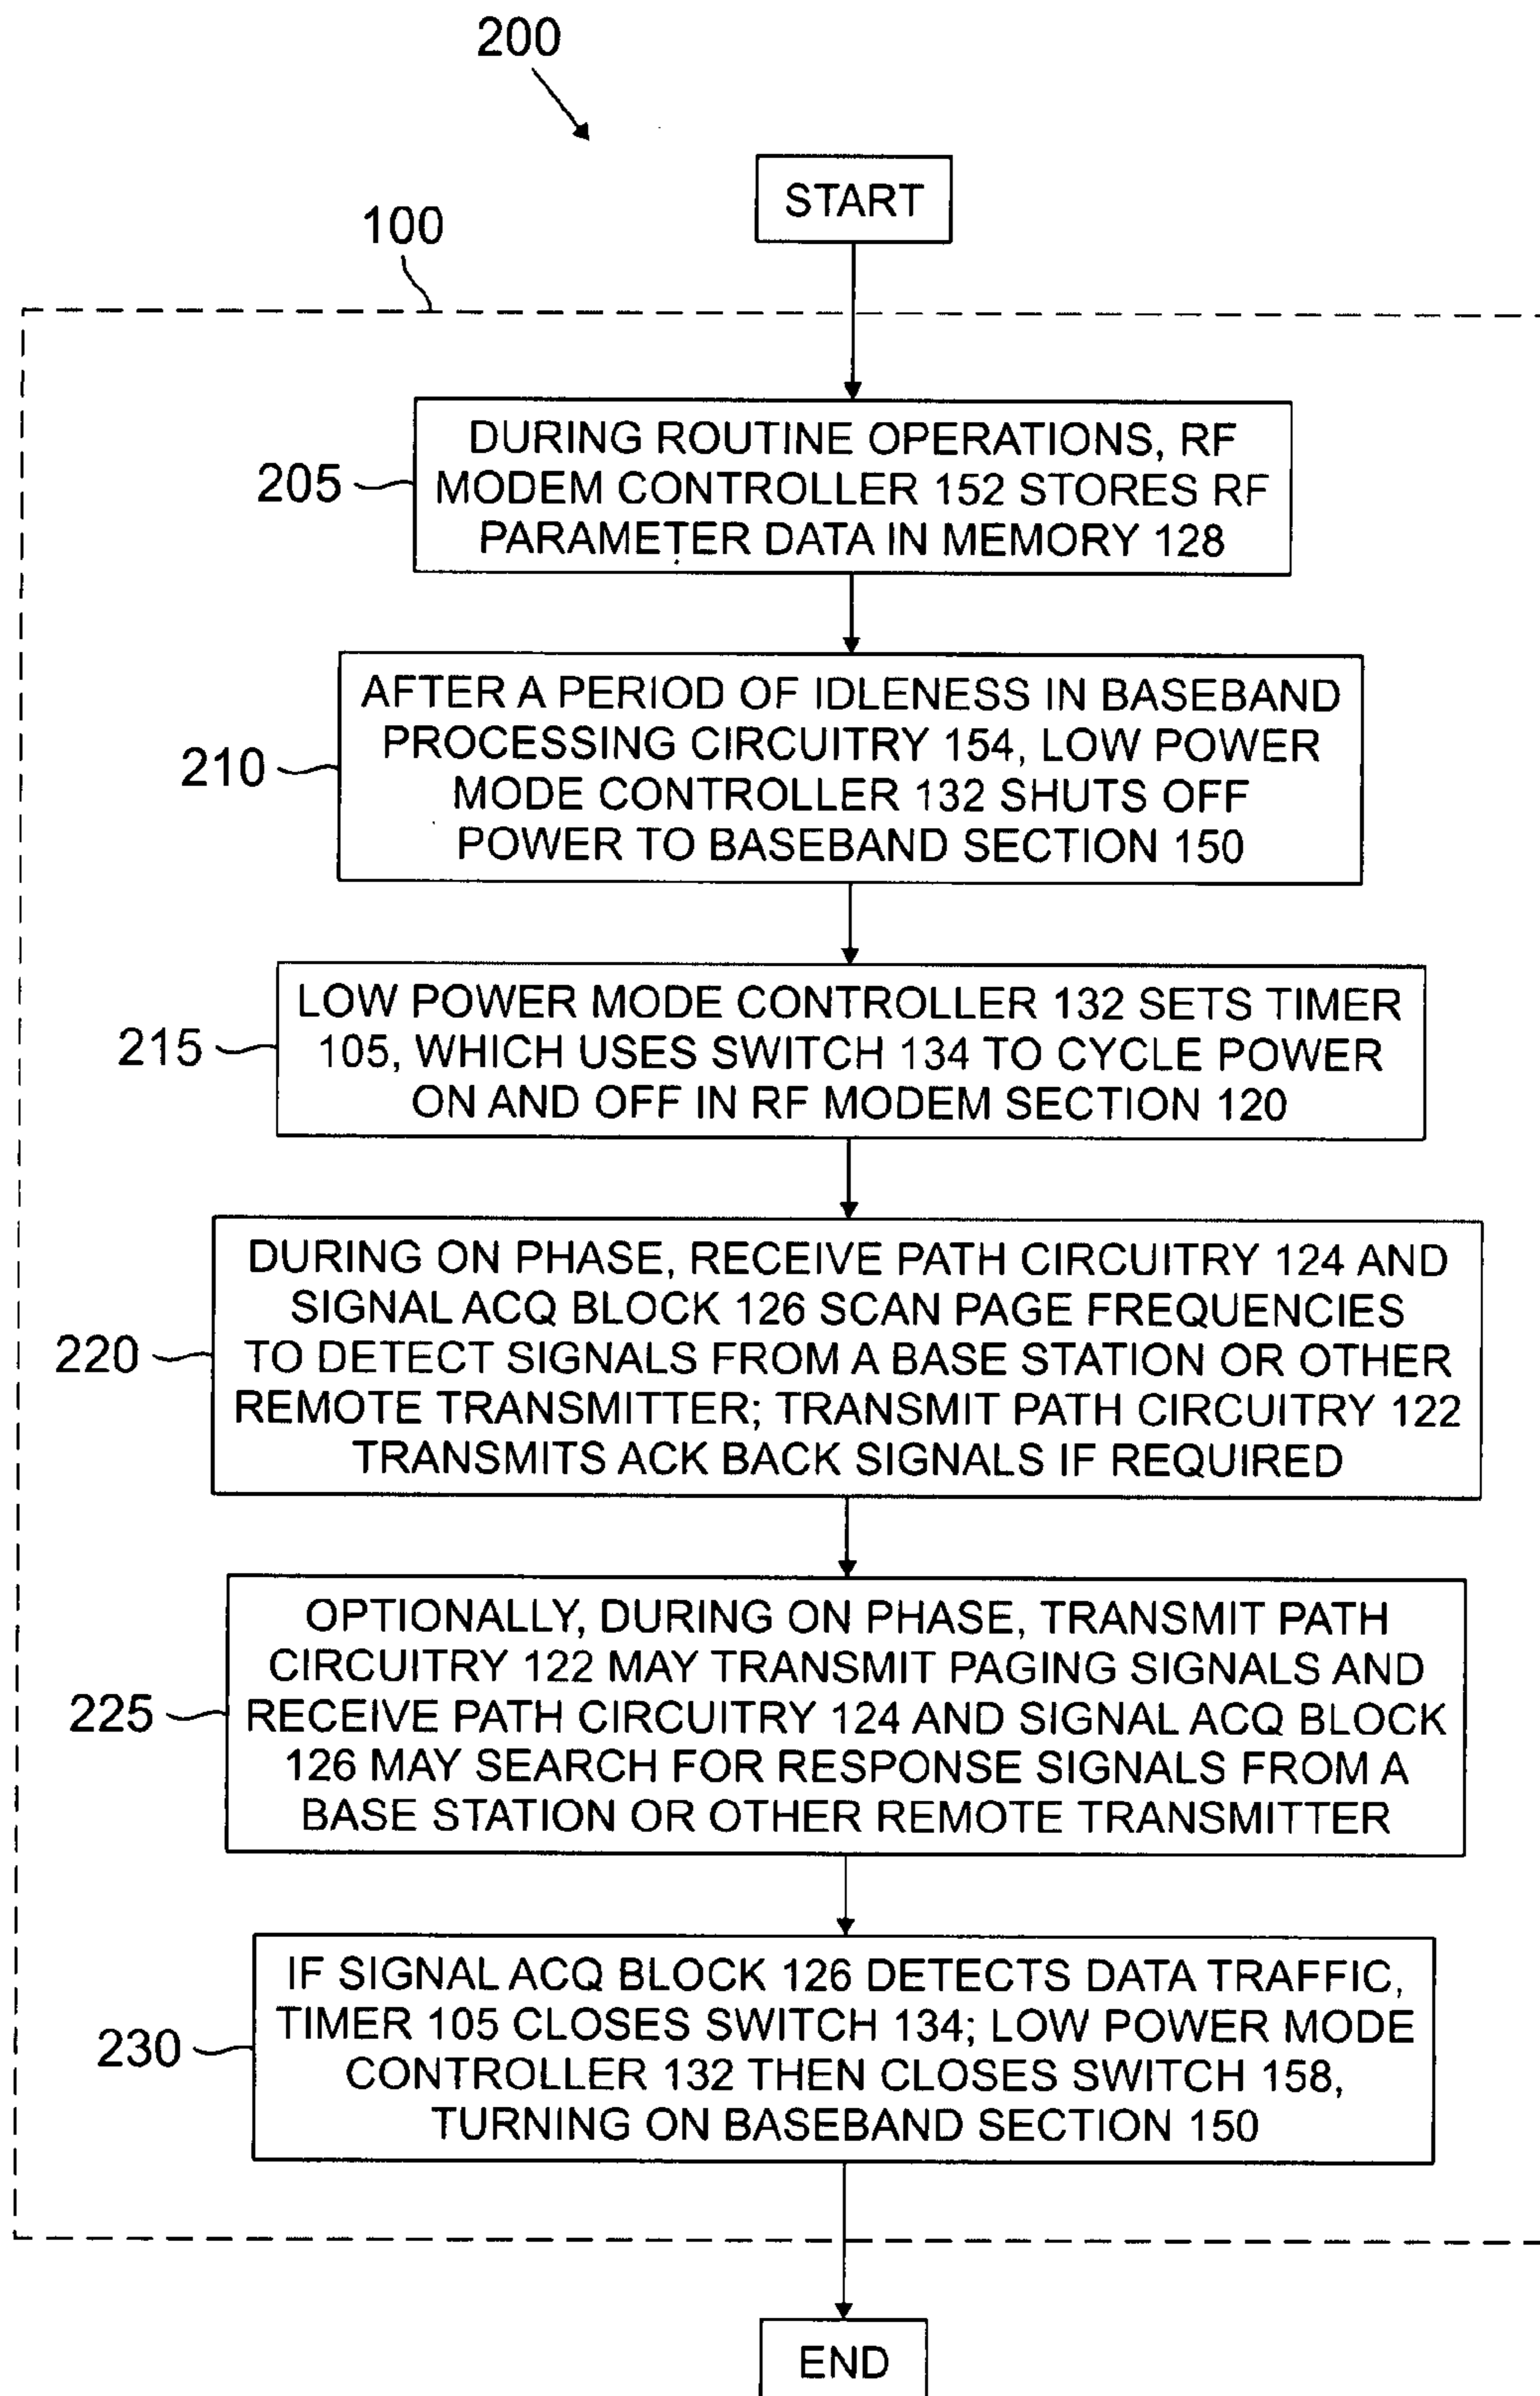 200
START
100
205
DURING ROUTINE OPERATIONS, RF
MODEM CONTROLLER 152 STORES RF
PARAMETER DATA IN MEMORY 128
210
AFTER A PERIOD OF IDLENESS IN BASEBAND
PROCESSING CIRCUITRY 154, LOW POWER
MODE CONTROLLER 132 SHUTS OFF
POWER TO BASEBAND SECTION 150
215
LOW POWER MODE CONTROLLER 132 SETS TIMER
105, WHICH USES SWITCH 134 TO CYCLE POWER
ON AND OFF IN RF MODEM SECTION 120
220
DURING ON PHASE, RECEIVE PATH CIRCUITRY 124 AND
SIGNAL ACQ BLOCK 126 SCAN PAGE FREQUENCIES
TO DETECT SIGNALS FROM A BASE STATION OR OTHER
REMOTE TRANSMITTER; TRANSMIT PATH CIRCUITRY 122
TRANSMITS ACK BACK SIGNALS IF REQUIRED
225
OPTIONALLY, DURING ON PHASE, TRANSMIT PATH
CIRCUITRY 122 MAY TRANSMIT PAGING SIGNALS AND
RECEIVE PATH CIRCUITRY 124 AND SIGNAL ACQ BLOCK
126 MAY SEARCH FOR RESPONSE SIGNALS FROM A
BASE STATION OR OTHER REMOTE TRANSMITTER
230
IF SIGNAL ACQ BLOCK 126 DETECTS DATA TRAFFIC,
TIMER 105 CLOSES SWITCH 134; LOW POWER MODE
CONTROLLER 132 THEN CLOSES SWITCH 158,
TURNING ON BASEBAND SECTION 150
END